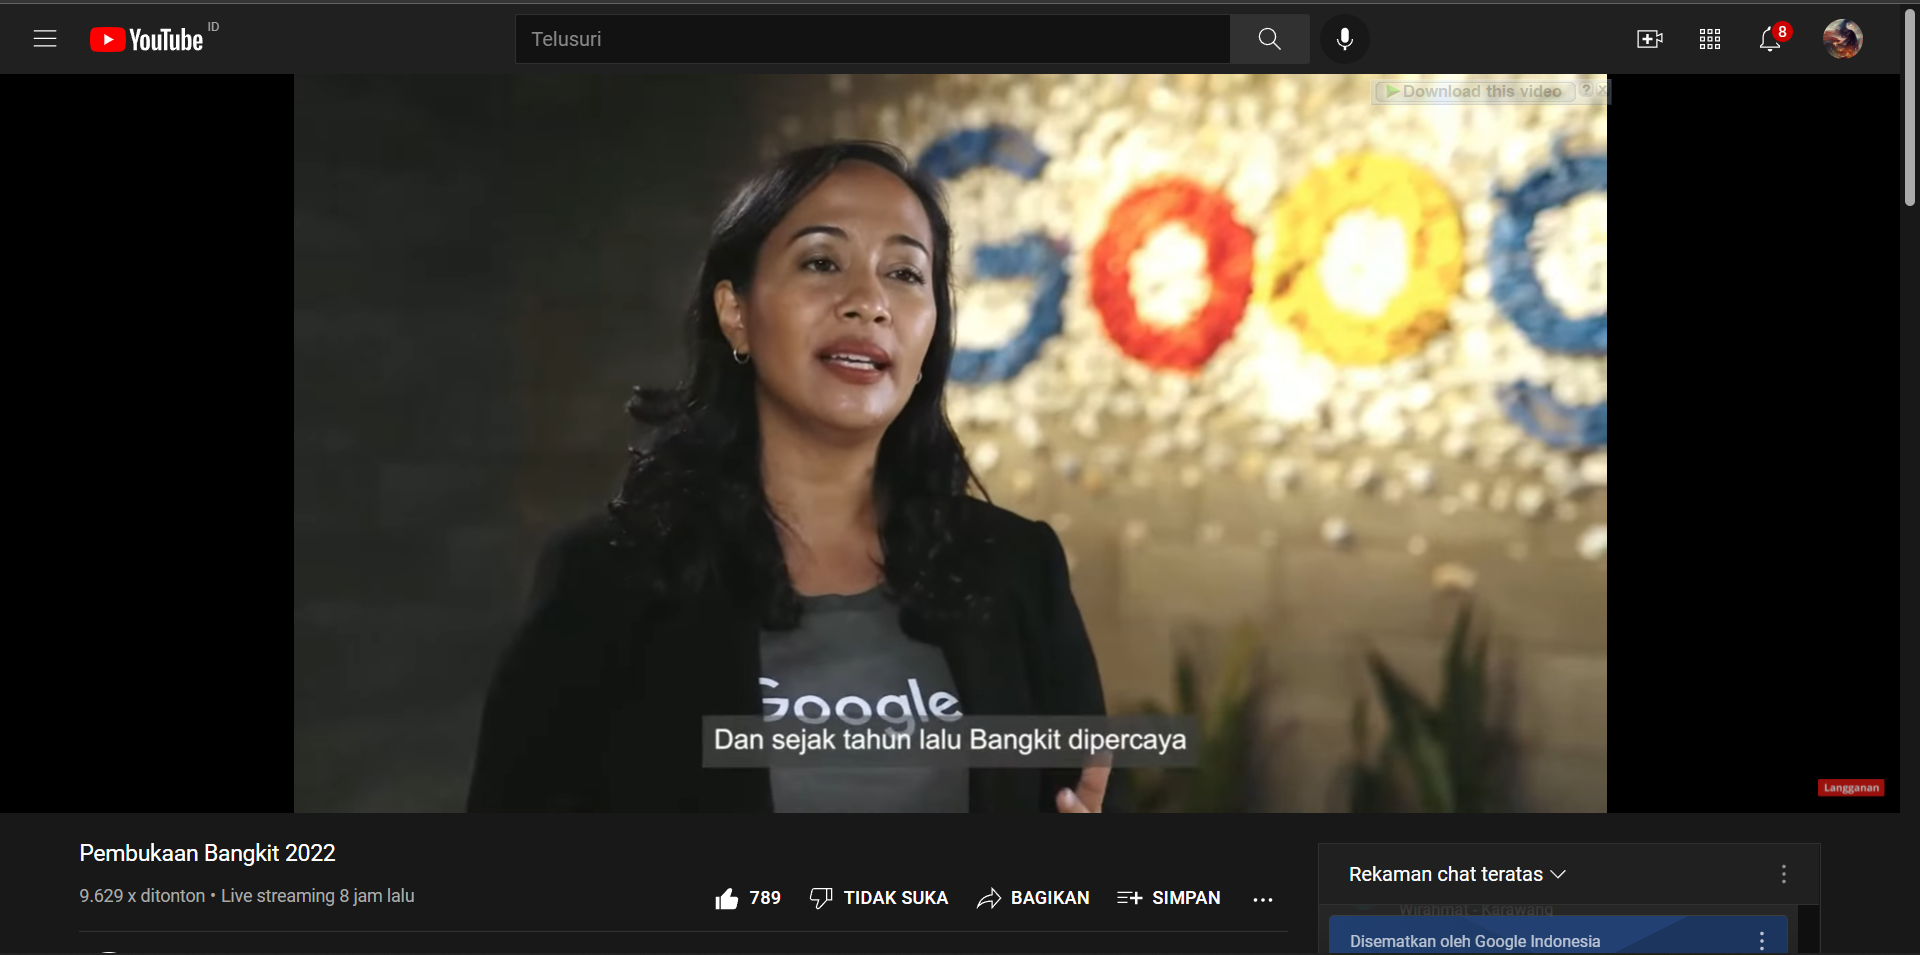 YouTube ID
Telusuri
8
Download this video ? x
GOOG
Google
Dan sejak tahun lalu Bangkit dipercaya
Langganan
Pembukaan Bangkit 2022
9.629 x ditonton • Live streaming 8 jam lalu
789 TIDAK SUKA BAGIKAN SIMPAN ...
Rekaman chat teratas
Wirahmat - Karawang
Disematkan oleh Google Indonesia